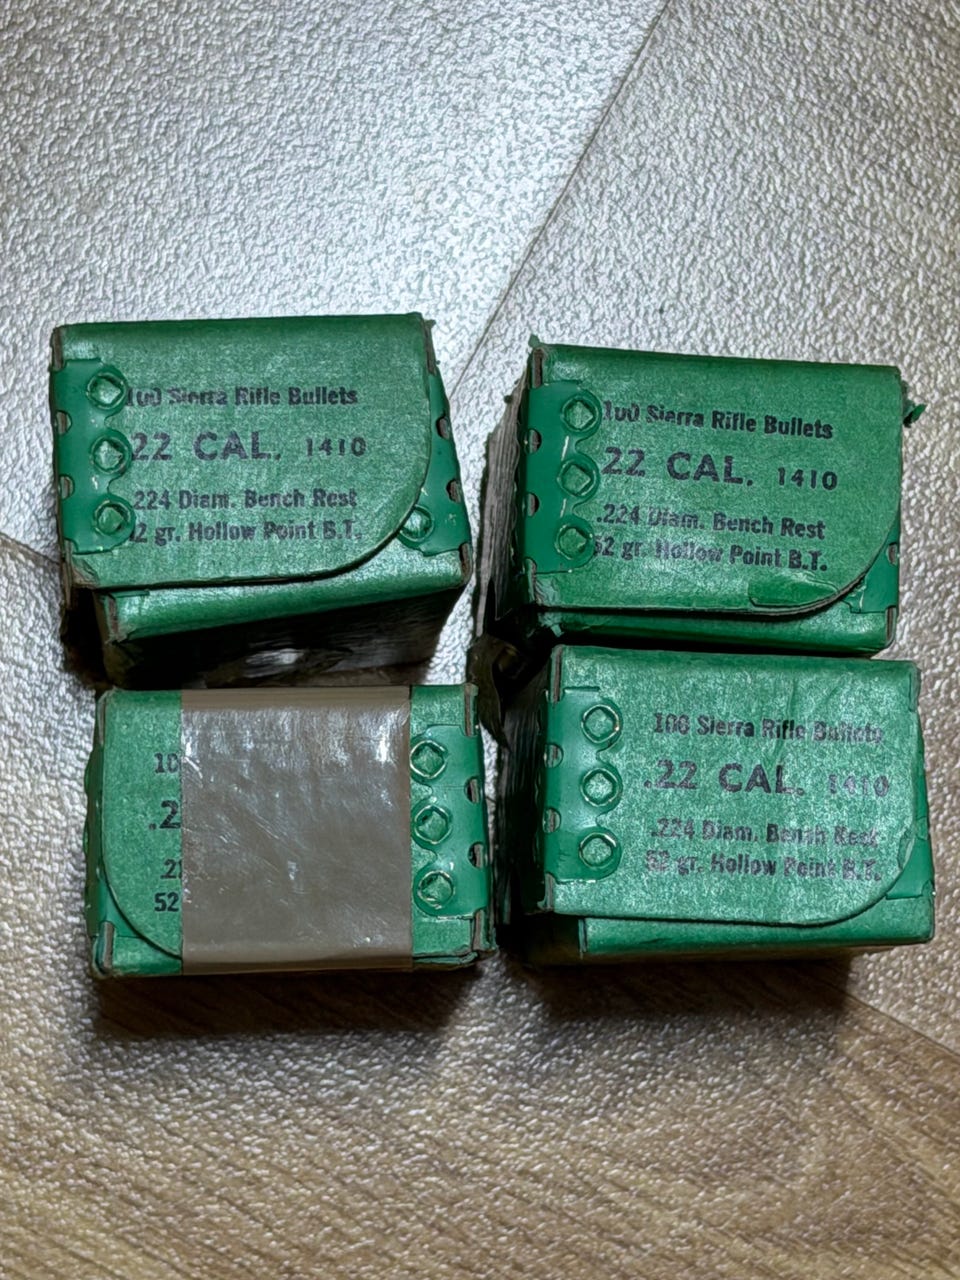 100 Sierra Rifle Bullets
.22 CAL. 1410
.224 Diam. Bench Rest
2 gr. Hollow Point B.T.
100 Sierra Rifle Bullets
.22 CAL. 1410
.224 Diam. Bench Rest
52 gr. Hollow Point B.T.
10
.2
.2
52
100 Sierra Rifle Bullets
.22 CAL. 1410
.224 Diam. Bench Rest
52 gr. Hollow Point B.T.